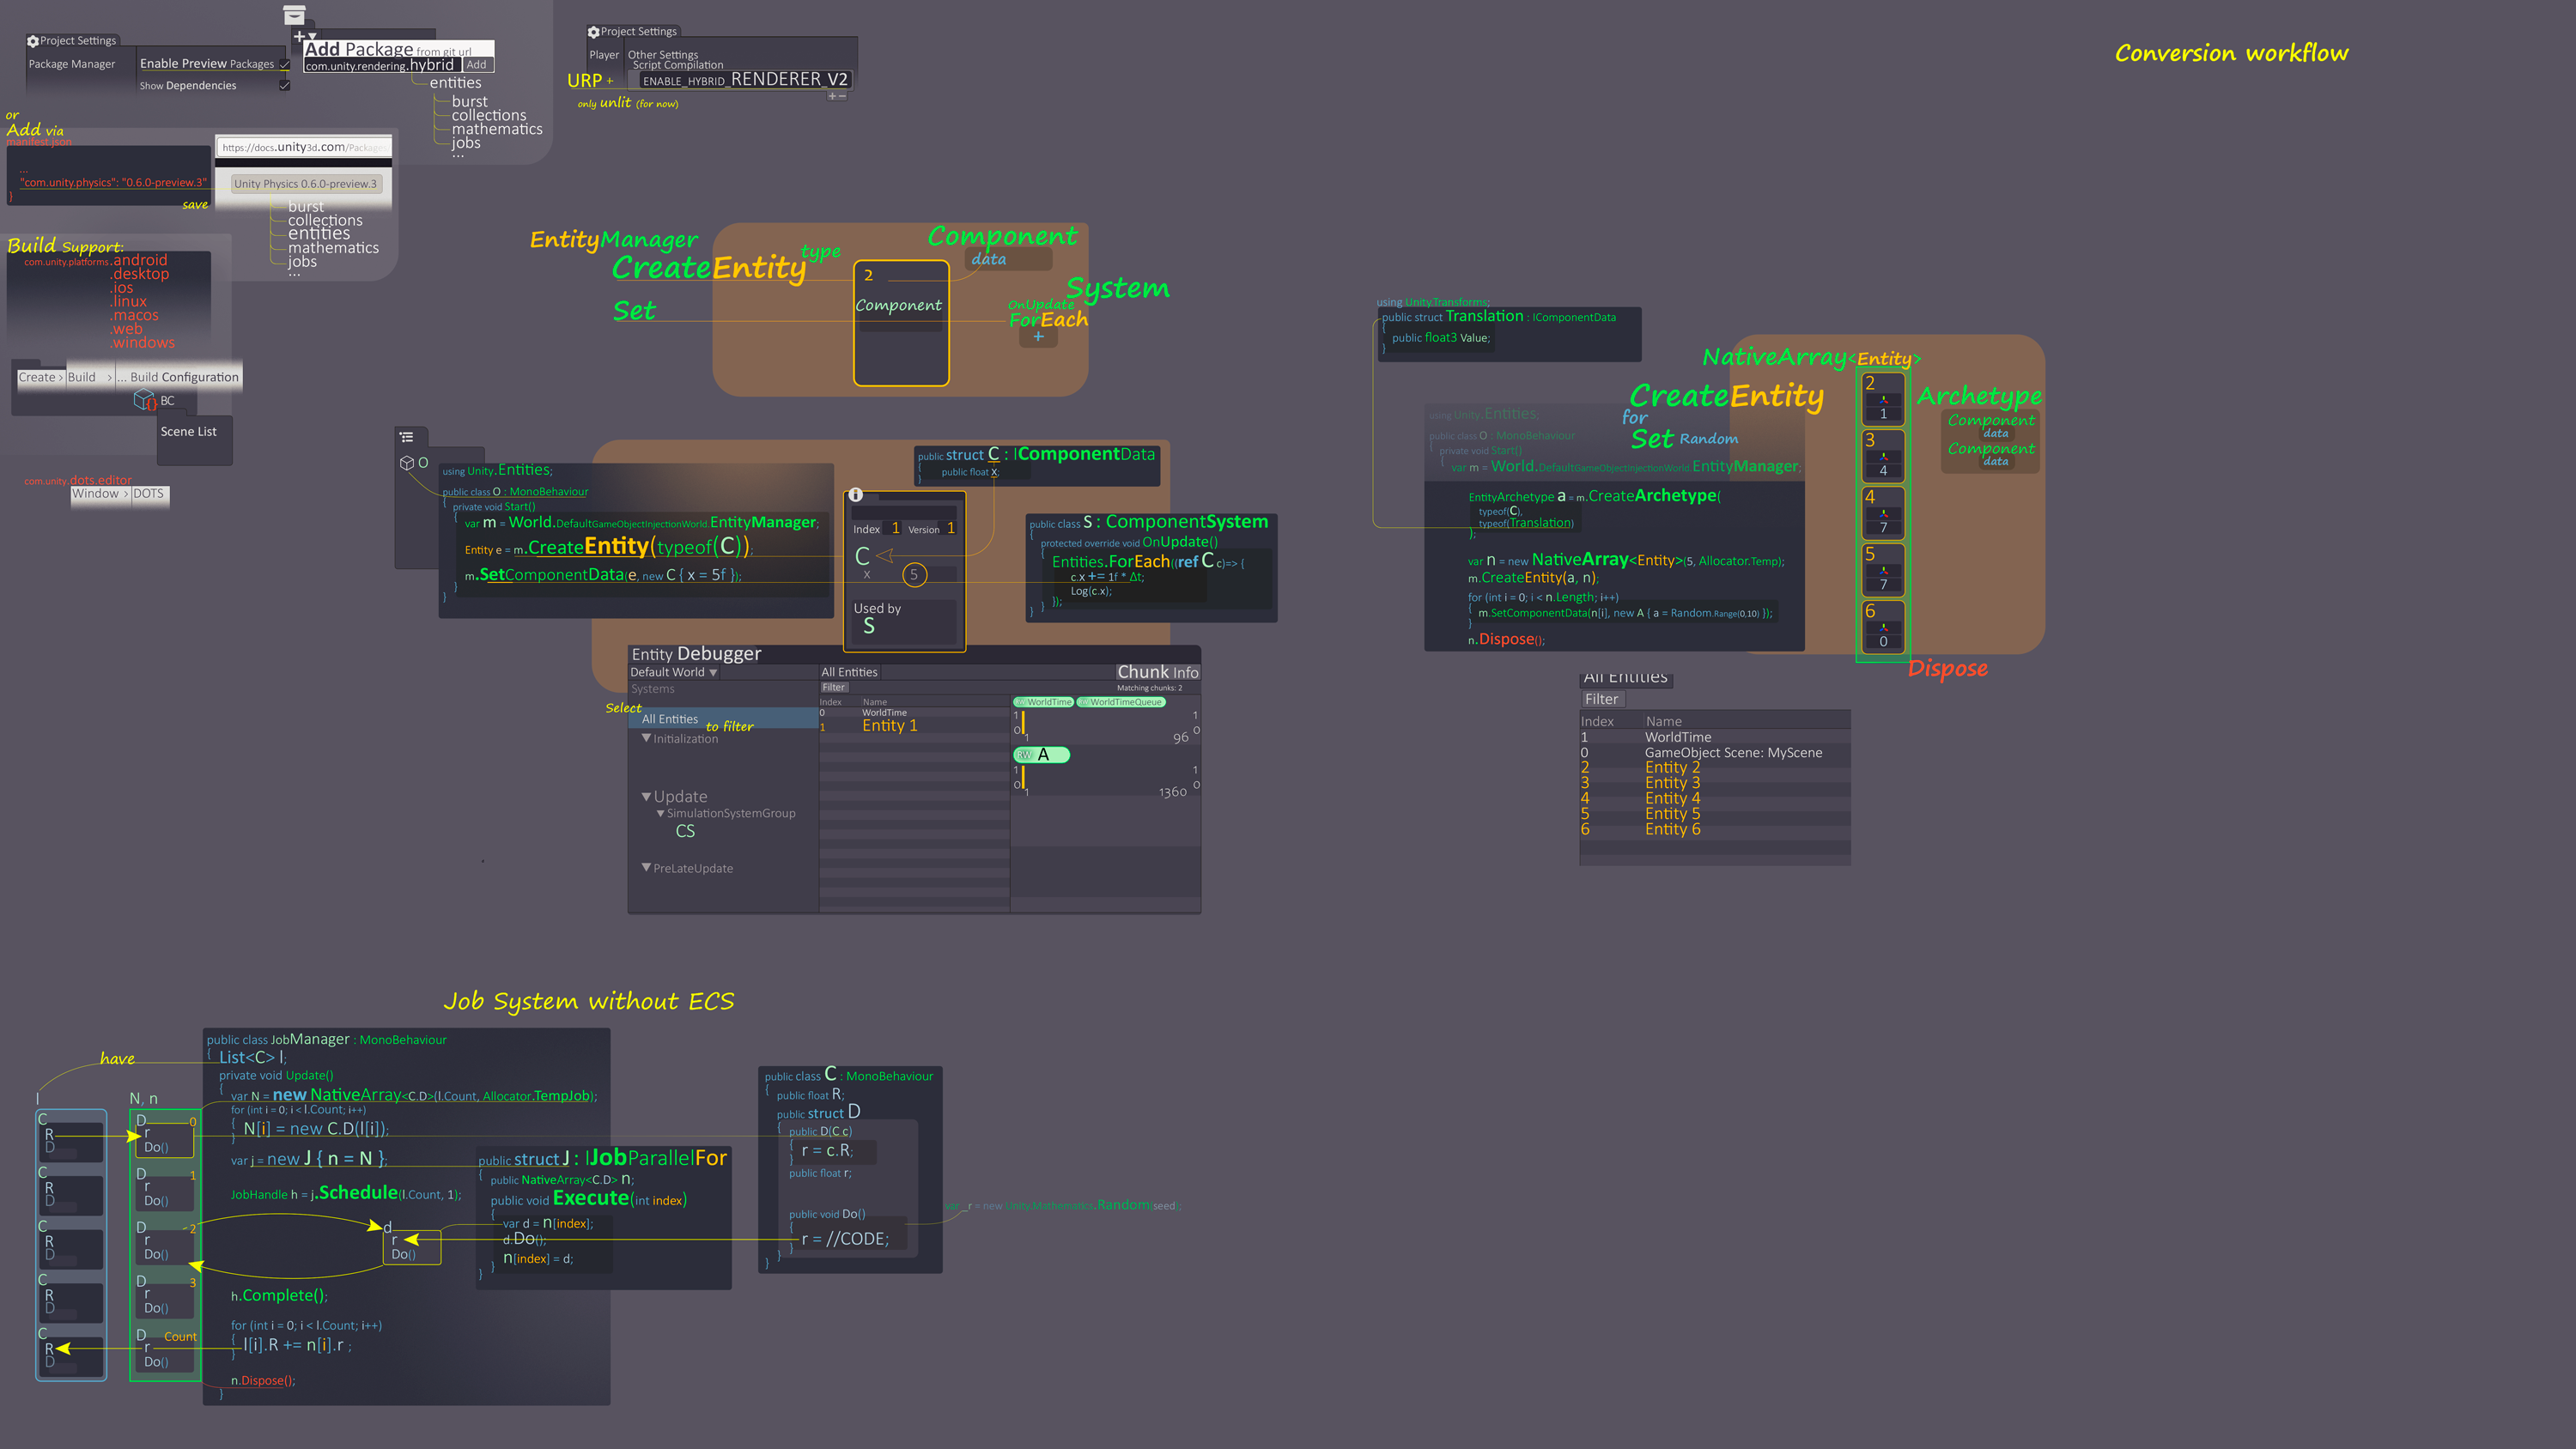 Project Settings
Package Manager
Enable Preview Packages
Show Dependencies
Add Package from git url
com.unity.rendering.hybrid
Add
entities
burst
collections
mathematics
jobs
...
Project Settings
Player
Other Settings
Script Compilation
URP +
ENABLE_HYBRID_RENDERER_V2
+ −
only unlit (for now)
Conversion workflow
or
Add via
manifest.json
...
"com.unity.physics": "0.6.0-preview.3"
}
save
https://docs.unity3d.com/Package
Unity Physics 0.6.0-preview.3
burst
collections
entities
mathematics
jobs
...
Build Support:
com.unity.platforms.android
.desktop
.ios
.linux
.macos
.web
.windows
Create >
Build >
... Build Configuration
BC
Scene List
com.unity.dots.editor
Window > DOTS
EntityManager
CreateEntity type
Set
2
Component
Component
data
System
OnUpdate
ForEach
+
O
using Unity.Entities;
public class O : MonoBehaviour
{
private void Start()
{
var m = World.DefaultGameObjectInjectionWorld.EntityManager;
Entity e = m.CreateEntity(typeof(C));
m.SetComponentData(e, new C { x = 5f });
}
}
public struct C : IComponentData
{
public float x;
}
Index 1 Version 1
C
x
5
Used by
S
public class S : ComponentSystem
{
protected override void OnUpdate()
{
Entities.ForEach((ref C c)=> {
c.x += 1f * Δt;
Log(c.x);
});
}
}
Entity Debugger
Default World
All Entities
Chunk Info
Systems
Filter
Matching chunks: 2
Select
All Entities
to filter
Index Name
0 WorldTime
1 Entity 1
WorldTime
WorldTimeQueue
1 1
0 0
1 96
RW A
1 1
0 0
1 1360
Initialization
Update
SimulationSystemGroup
CS
PreLateUpdate
using Unity.Transforms;
public struct Translation : IComponentData
{
public float3 Value;
}
NativeArray<Entity>
CreateEntity
for
Set Random
Archetype
Component
data
Component
data
2
1
3
4
4
7
5
7
6
0
Dispose
using Unity.Entities;
public class O : MonoBehaviour
{
private void Start()
{
var m = World.DefaultGameObjectInjectionWorld.EntityManager;
EntityArchetype a = m.CreateArchetype(
typeof(C),
typeof(Translation)
);
var n = new NativeArray<Entity>(5, Allocator.Temp);
m.CreateEntity(a, n);
for (int i = 0; i < n.Length; i++)
{
m.SetComponentData(n[i], new A { a = Random.Range(0,10) });
}
n.Dispose();
All Entities
Filter
Index Name
1 WorldTime
0 GameObject Scene: MyScene
2 Entity 2
3 Entity 3
4 Entity 4
5 Entity 5
6 Entity 6
Job System without ECS
have
l
N, n
C
R
D
C
R
D
C
R
D
C
R
D
C
R
D
D 0
r
Do()
D 1
r
Do()
D 2
r
Do()
D 3
r
Do()
D Count
r
Do()
public class JobManager : MonoBehaviour
{
List<C> l;
private void Update()
{
var N = new NativeArray<C.D>(l.Count, Allocator.TempJob);
for (int i = 0; i < l.Count; i++)
{
N[i] = new C.D(l[i]);
}
var j = new J { n = N };
JobHandle h = j.Schedule(l.Count, 1);
d
r
Do()
h.Complete();
for (int i = 0; i < l.Count; i++)
{
l[i].R += n[i].r ;
}
n.Dispose();
}
public struct J : IJobParallelFor
{
public NativeArray<C.D> n;
public void Execute(int index)
{
var d = n[index];
d.Do();
n[index] = d;
}
}
public class C : MonoBehaviour
{
public float R;
public struct D
{
public D(C c)
{
r = c.R;
}
public float r;
public void Do()
{
r = //CODE;
}
}
}
var _r = new Unity.Mathematics.Random(seed);